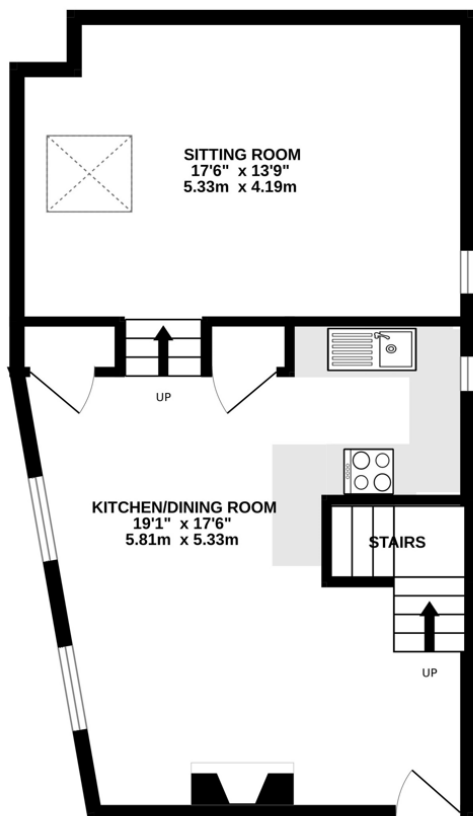 SITTING ROOM
17'6" x 13'9"
5.33m x 4.19m
UP
KITCHEN/DINING ROOM
19'1" x 17'6"
5.81m x 5.33m
STAIRS
UP